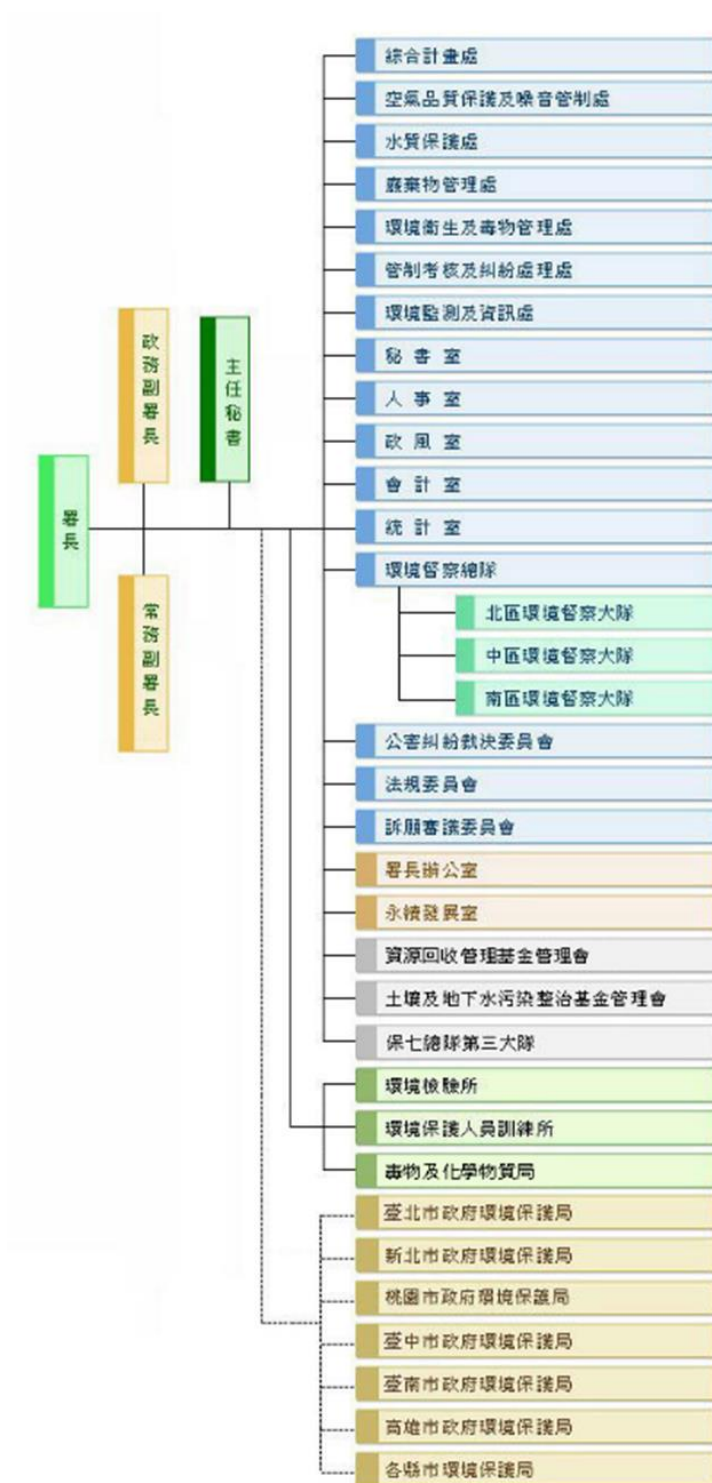 署長
政務副署長
常務副署長
主任秘書
綜合計畫處
空氣品質保護及噪音管制處
水質保護處
廢棄物管理處
環境衛生及毒物管理處
管制考核及糾紛處理處
環境監測及資訊處
秘書室
人事室
政風室
會計室
統計室
環境督察總隊
北區環境督察大隊
中區環境督察大隊
南區環境督察大隊
公害糾紛裁決委員會
法規委員會
訴願審議委員會
署長辦公室
永續發展室
資源回收管理基金管理會
土壤及地下水污染整治基金管理會
保七總隊第三大隊
環境檢驗所
環境保護人員訓練所
毒物及化學物質局
臺北市政府環境保護局
新北市政府環境保護局
桃園市政府環境保護局
臺中市政府環境保護局
臺南市政府環境保護局
高雄市政府環境保護局
各縣市環境保護局